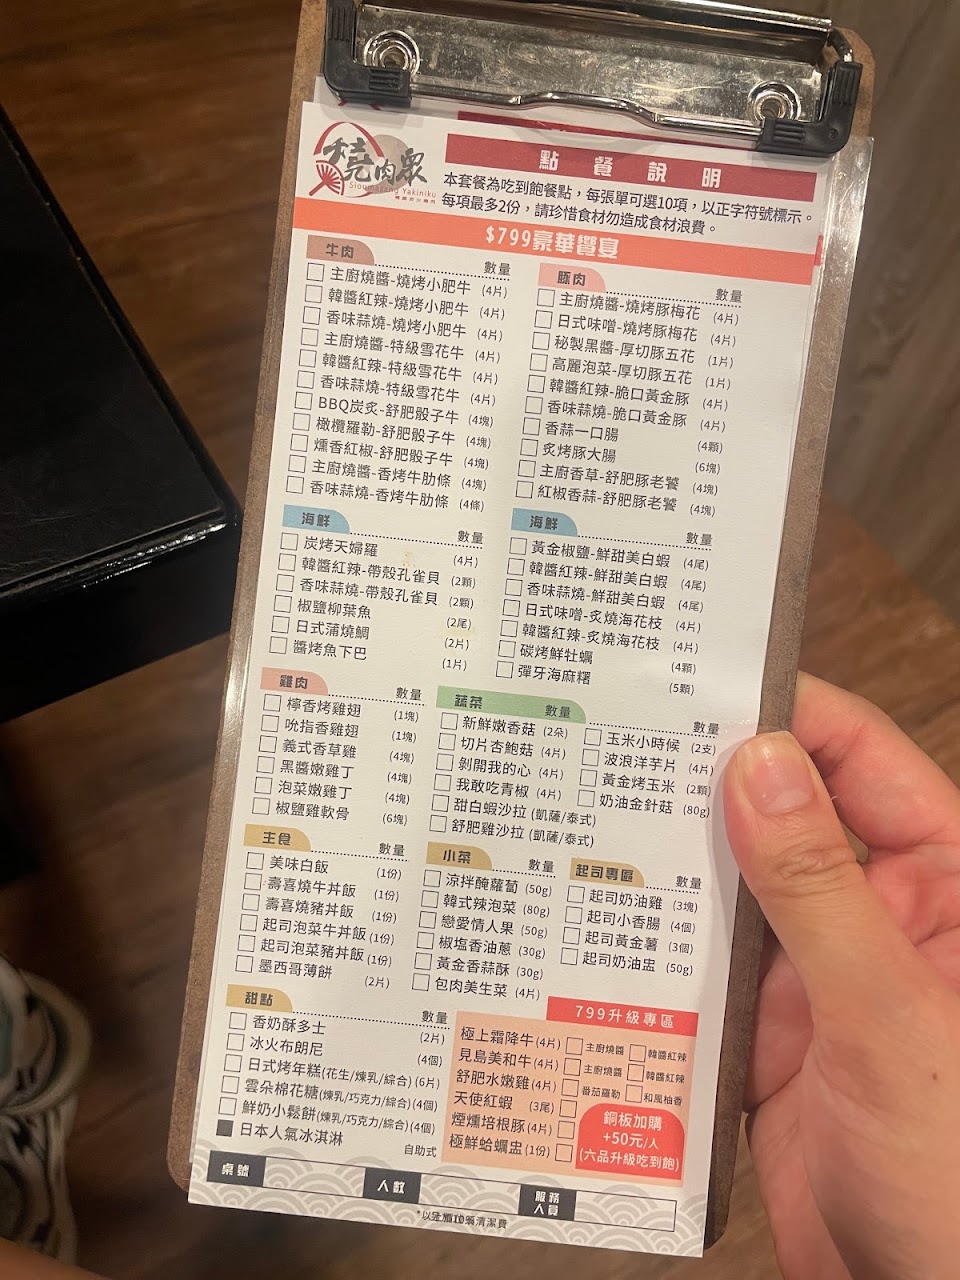 燒肉眾
Sioumazong Yakiniku
點餐說明
本套餐為吃到飽餐點，每張單可選10項，以正字符號標示。
每項最多2份，請珍惜食材勿造成食材浪費。
$799豪華饗宴
牛肉 數量
主廚燒醬-燒烤小肥牛 (4片)
韓醬紅辣-燒烤小肥牛 (4片)
香味蒜燒-燒烤小肥牛 (4片)
主廚燒醬-特級雪花牛 (4片)
韓醬紅辣-特級雪花牛 (4片)
香味蒜燒-特級雪花牛 (4片)
BBQ炭炙-舒肥骰子牛 (4塊)
橄欖羅勒-舒肥骰子牛 (4塊)
燻香紅椒-舒肥骰子牛 (4塊)
主廚燒醬-香烤牛肋條 (4塊)
香味蒜燒-香烤牛肋條 (4條)
豚肉 數量
主廚燒醬-燒烤豚梅花 (4片)
日式味噌-燒烤豚梅花 (4片)
秘製黑醬-厚切豚五花 (1片)
高麗泡菜-厚切豚五花 (1片)
韓醬紅辣-脆口黃金豚 (4片)
香味蒜燒-脆口黃金豚 (4片)
香蒜一口腸 (4顆)
炙烤豚大腸 (6塊)
主廚香草-舒肥豚老饕 (4塊)
紅椒香蒜-舒肥豚老饕 (4塊)
海鮮 數量
炭烤天婦羅 (4片)
韓醬紅辣-帶殼孔雀貝 (2顆)
香味蒜燒-帶殼孔雀貝 (2顆)
椒鹽柳葉魚 (2尾)
日式蒲燒鯛 (2片)
醬烤魚下巴 (1片)
海鮮 數量
黃金椒鹽-鮮甜美白蝦 (4尾)
韓醬紅辣-鮮甜美白蝦 (4尾)
香味蒜燒-鮮甜美白蝦 (4尾)
日式味噌-炙燒海花枝 (4片)
韓醬紅辣-炙燒海花枝 (4片)
碳烤鮮牡蠣 (4顆)
彈牙海麻糬 (5顆)
雞肉 數量
檸香烤雞翅 (1塊)
吮指香雞翅 (1塊)
義式香草雞 (4塊)
黑醬嫩雞丁 (4塊)
泡菜嫩雞丁 (4塊)
椒鹽雞軟骨 (6塊)
蔬菜 數量
新鮮嫩香菇 (2朵)
切片杏鮑菇 (4片)
剝開我的心 (4片)
我敢吃青椒 (4片)
甜白蝦沙拉 (凱薩/泰式)
舒肥雞沙拉 (凱薩/泰式)
數量
玉米小時候 (2支)
波浪洋芋片 (4片)
黃金烤玉米 (2顆)
奶油金針菇 (80g)
主食 數量
美味白飯 (1份)
壽喜燒牛丼飯 (1份)
壽喜燒豬丼飯 (1份)
起司泡菜牛丼飯 (1份)
起司泡菜豬丼飯 (1份)
墨西哥薄餅 (2片)
小菜 數量
涼拌醃蘿蔔 (50g)
韓式辣泡菜 (80g)
戀愛情人果 (50g)
椒塩香油蔥 (30g)
黃金香蒜酥 (30g)
包肉美生菜 (4片)
起司專區 數量
起司奶油雞 (3塊)
起司小香腸 (4個)
起司黃金薯 (3個)
起司奶油盅 (50g)
甜點 數量
香奶酥多士 (2片)
冰火布朗尼 (4個)
日式烤年糕(花生/煉乳/綜合) (6片)
雲朵棉花糖(煉乳/巧克力/綜合) (4個)
鮮奶小鬆餅(煉乳/巧克力/綜合) (4個)
日本人氣冰淇淋 自助式
799升級專區
極上霜降牛(4片) 主廚燒醬 韓醬紅辣
見島美和牛(4片) 主廚燒醬 韓醬紅辣
舒肥水嫩雞(4片) 番茄羅勒 和風柚香
天使紅蝦 (3尾)
煙燻培根豚(4片)
極鮮蛤蠣盅(1份)
銅板加購
+50元/人
(六品升級吃到飽)
桌號
人數
服務人員